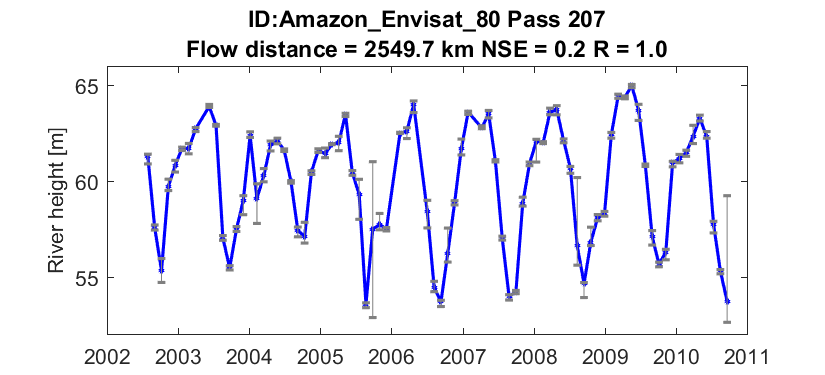 ID:Amazon_Envisat_80 Pass 207
Flow distance = 2549.7 km NSE = 0.2 R = 1.0
River height [m]
65
60
55
2002 2003 2004 2005 2006 2007 2008 2009 2010 2011